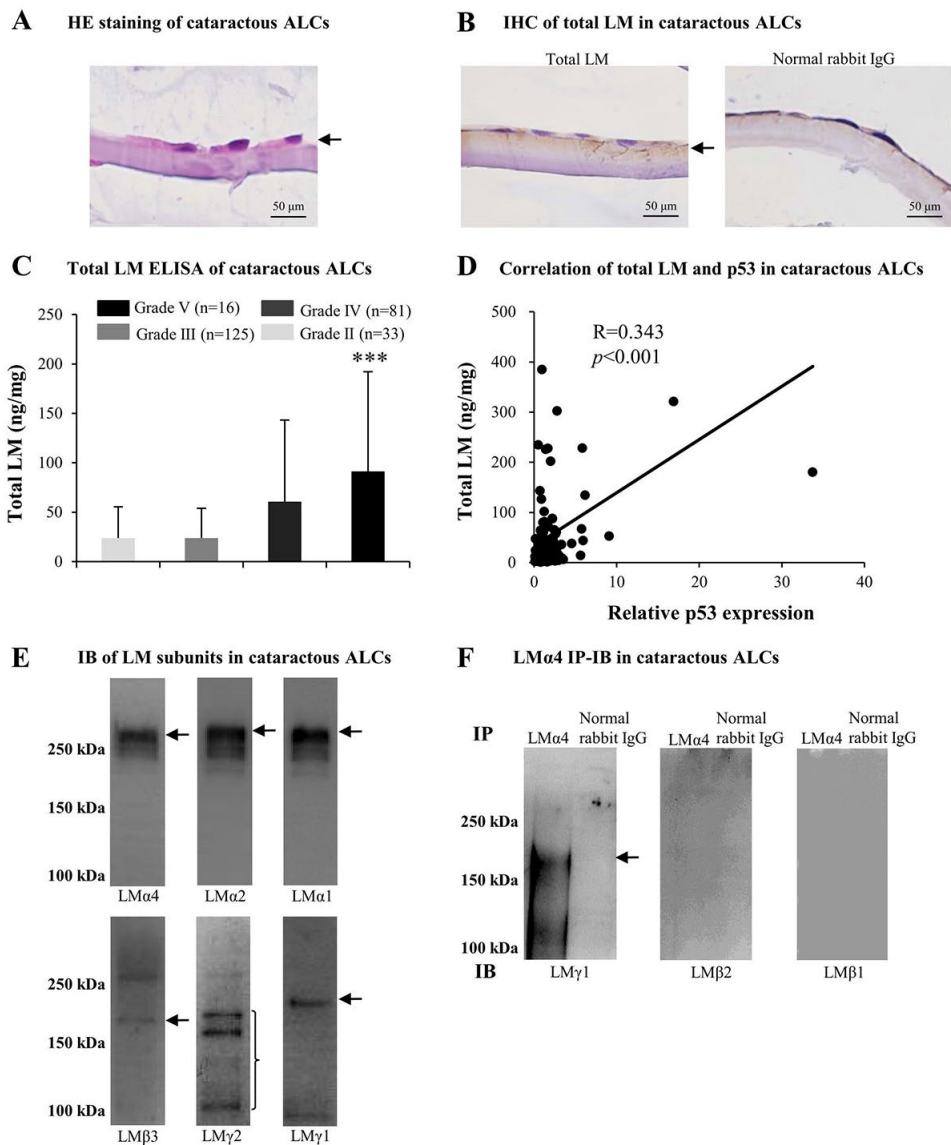 A HE staining of cataractous ALCs
50 μm
B IHC of total LM in cataractous ALCs
Total LM
Normal rabbit IgG
50 μm
50 μm
C Total LM ELISA of cataractous ALCs
Grade V (n=16)
Grade IV (n=81)
Grade III (n=125)
Grade II (n=33)
***
Total LM (ng/mg)
250
200
150
100
50
0
D Correlation of total LM and p53 in cataractous ALCs
R=0.343
p<0.001
Total LM (ng/mg)
500
400
300
200
100
0
0 10 20 30 40
Relative p53 expression
E IB of LM subunits in cataractous ALCs
250 kDa
150 kDa
100 kDa
LMα4 LMα2 LMα1
250 kDa
150 kDa
100 kDa
LMβ3 LMγ2 LMγ1
F LMα4 IP-IB in cataractous ALCs
IP
LMα4 Normal rabbit IgG
LMα4 Normal rabbit IgG
LMα4 Normal rabbit IgG
250 kDa
150 kDa
100 kDa
IB
LMγ1 LMβ2 LMβ1